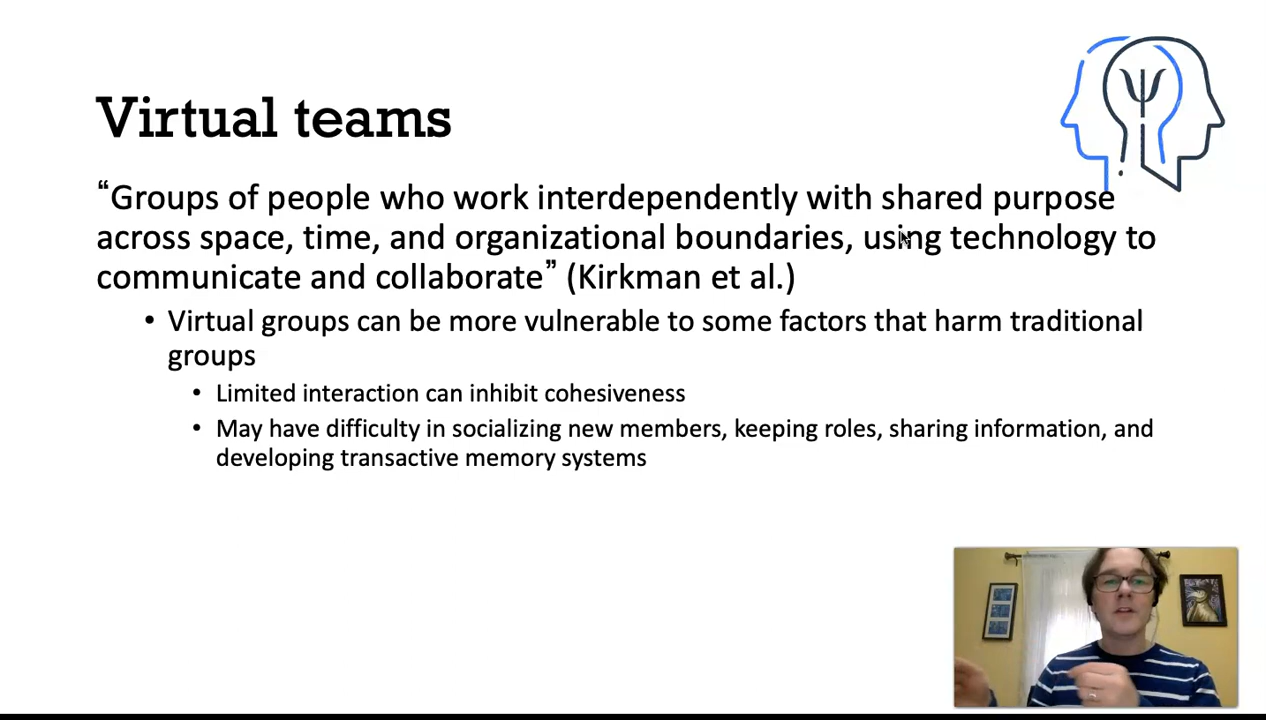 Virtual teams
“Groups of people who work interdependently with shared purpose
across space, time, and organizational boundaries, using technology to
communicate and collaborate” (Kirkman et al.)
• Virtual groups can be more vulnerable to some factors that harm traditional
groups
• Limited interaction can inhibit cohesiveness
• May have difficulty in socializing new members, keeping roles, sharing information, and
developing transactive memory systems